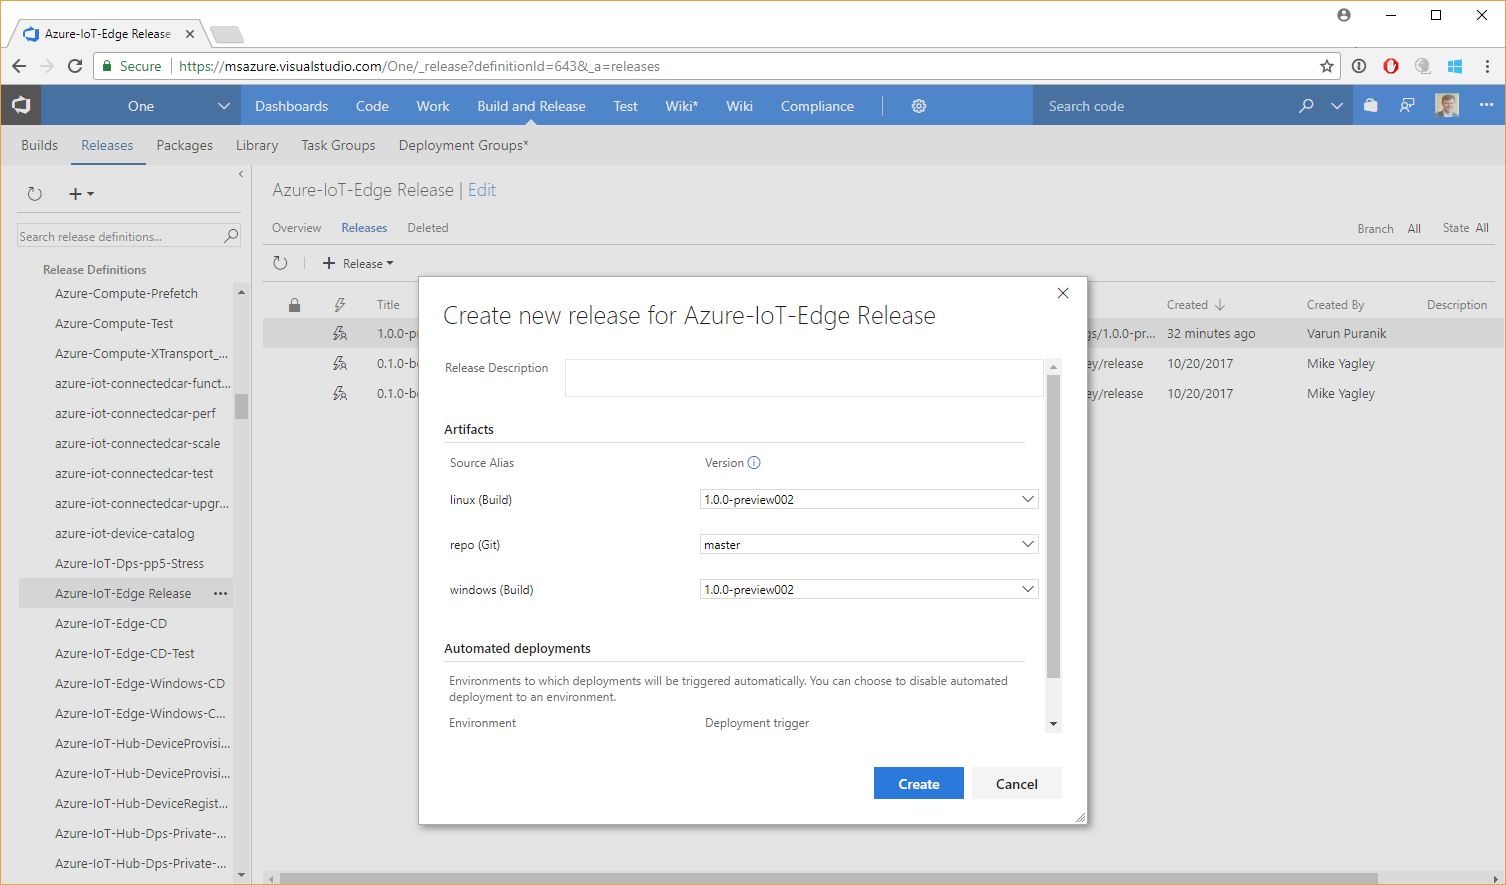 Azure-IoT-Edge Release
Secure https://msazure.visualstudio.com/One/_release?definitionId=643&_a=releases
One Dashboards Code Work Build and Release Test Wiki* Wiki Compliance Search code
Builds Releases Packages Library Task Groups Deployment Groups*
Azure-IoT-Edge Release | Edit
Overview Releases Deleted Branch All State All
Search release definitions...
Release
Release Definitions
Azure-Compute-Prefetch
Azure-Compute-Test
Azure-Compute-XTransport_...
azure-iot-connectedcar-funct...
azure-iot-connectedcar-perf
azure-iot-connectedcar-scale
azure-iot-connectedcar-test
azure-iot-connectedcar-upgr...
azure-iot-device-catalog
Azure-IoT-Dps-pp5-Stress
Azure-IoT-Edge Release ...
Azure-IoT-Edge-CD
Azure-IoT-Edge-CD-Test
Azure-IoT-Edge-Windows-CD
Azure-IoT-Edge-Windows-C...
Azure-IoT-Hub-DeviceProvisi...
Azure-IoT-Hub-DeviceProvisi...
Azure-IoT-Hub-DeviceRegist...
Azure-IoT-Hub-Dps-Private-...
Azure-IoT-Hub-Dps-Private-...
Title Created Created By Description
1.0.0-p gs/1.0.0-pr... 32 minutes ago Varun Puranik
0.1.0-b ey/release 10/20/2017 Mike Yagley
0.1.0-b ey/release 10/20/2017 Mike Yagley
Create new release for Azure-IoT-Edge Release
Release Description
Artifacts
Source Alias Version
linux (Build) 1.0.0-preview002
repo (Git) master
windows (Build) 1.0.0-preview002
Automated deployments
Environments to which deployments will be triggered automatically. You can choose to disable automated
deployment to an environment.
Environment Deployment trigger
Create Cancel